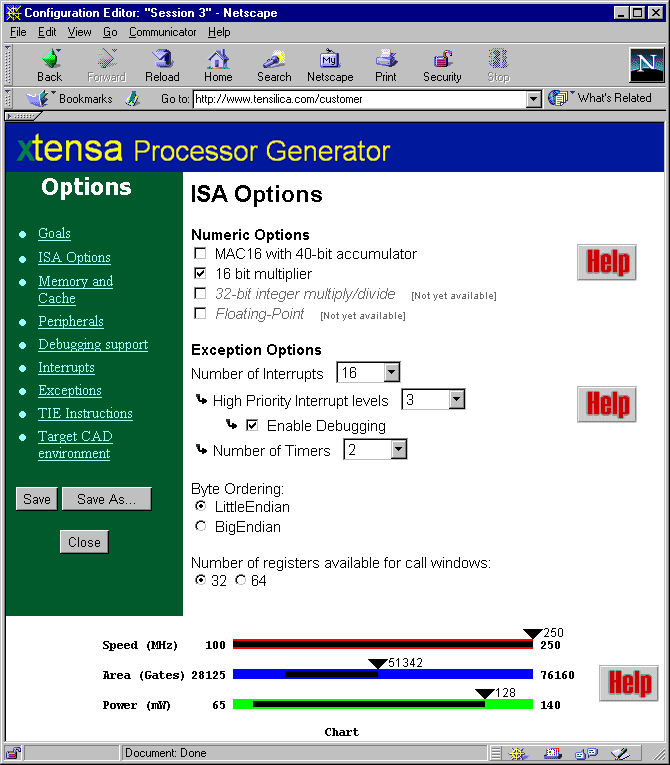 Configuration Editor: "Session 3" - Netscape
File Edit View Go Communicator Help
Back Forward Reload Home Search Netscape Print Security Stop
My
N
Bookmarks Go to: http://www.tensilica.com/customer What's Related
xtensa Processor Generator
Options
Goals
ISA Options
Memory and
Cache
Peripherals
Debugging support
Interrupts
Exceptions
TIE Instructions
Target CAD
environment
Save Save As...
Close
ISA Options
Numeric Options
MAC16 with 40-bit accumulator
Help
16 bit multiplier
32-bit integer multiply/divide [Not yet available]
Floating-Point [Not yet available]
Exception Options
Number of Interrupts 16
High Priority Interrupt levels 3
Help
Enable Debugging
Number of Timers 2
Byte Ordering:
LittleEndian
BigEndian
Number of registers available for call windows:
32 64
250
Speed (MHz) 100 250
51342
Area (Gates) 28125 76160
Help
128
Power (mW) 65 140
Chart
Document: Done